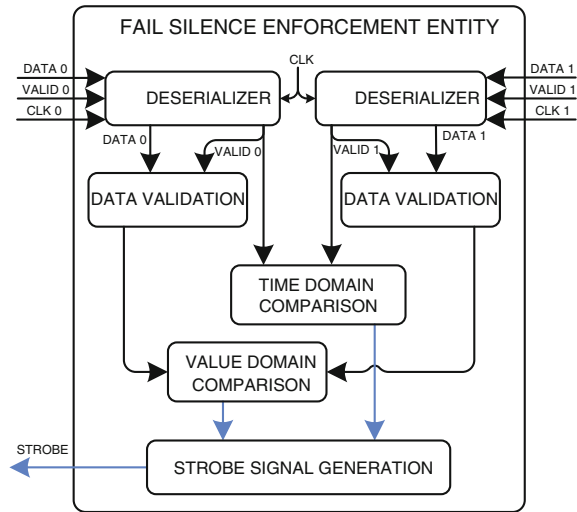 FAIL SILENCE ENFORCEMENT ENTITY
CLK
DATA 0
VALID 0
CLK 0
DESERIALIZER
DESERIALIZER
DATA 1
VALID 1
CLK 1
DATA 0
VALID 0
VALID 1
DATA 1
DATA VALIDATION
DATA VALIDATION
TIME DOMAIN
COMPARISON
VALUE DOMAIN
COMPARISON
STROBE
STROBE SIGNAL GENERATION